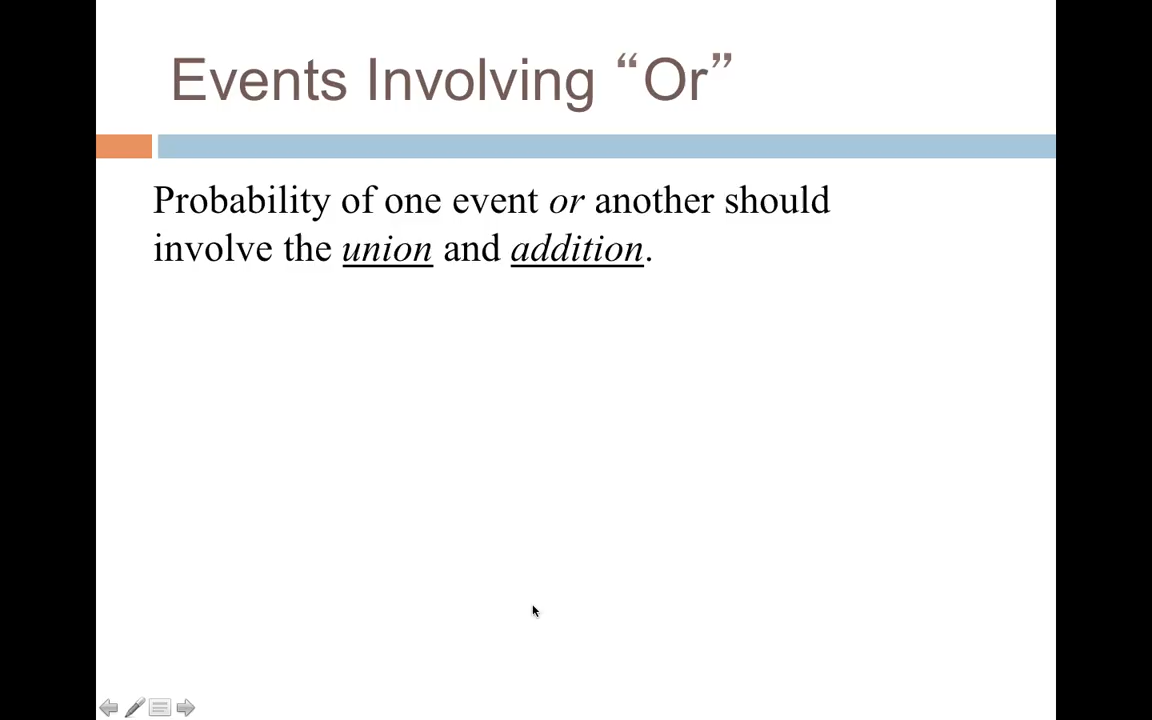 Events Involving “Or”
Probability of one event or another should
involve the union and addition.